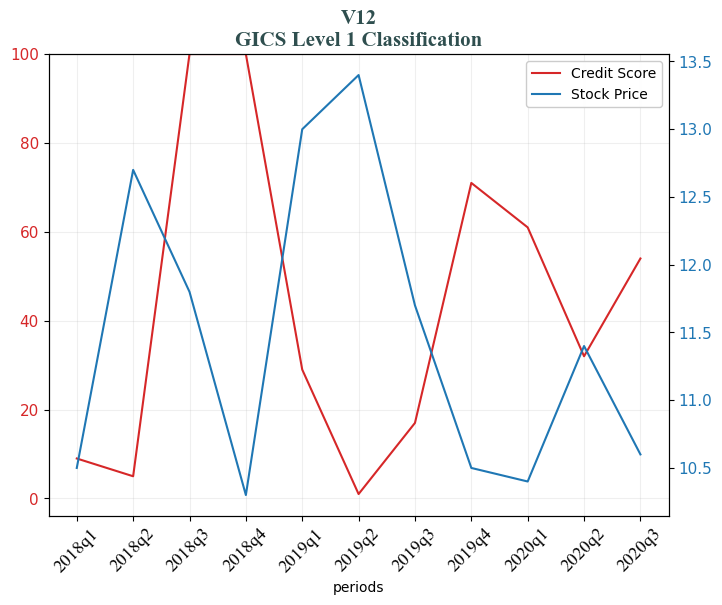 V12
GICS Level 1 Classification
100
80
60
40
20
0
Credit Score
Stock Price
13.5
13.0
12.5
12.0
11.5
11.0
10.5
2018q1
2018q2
2018q3
2018q4
2019q1
2019q2
2019q3
2019q4
2020q1
2020q2
2020q3
periods